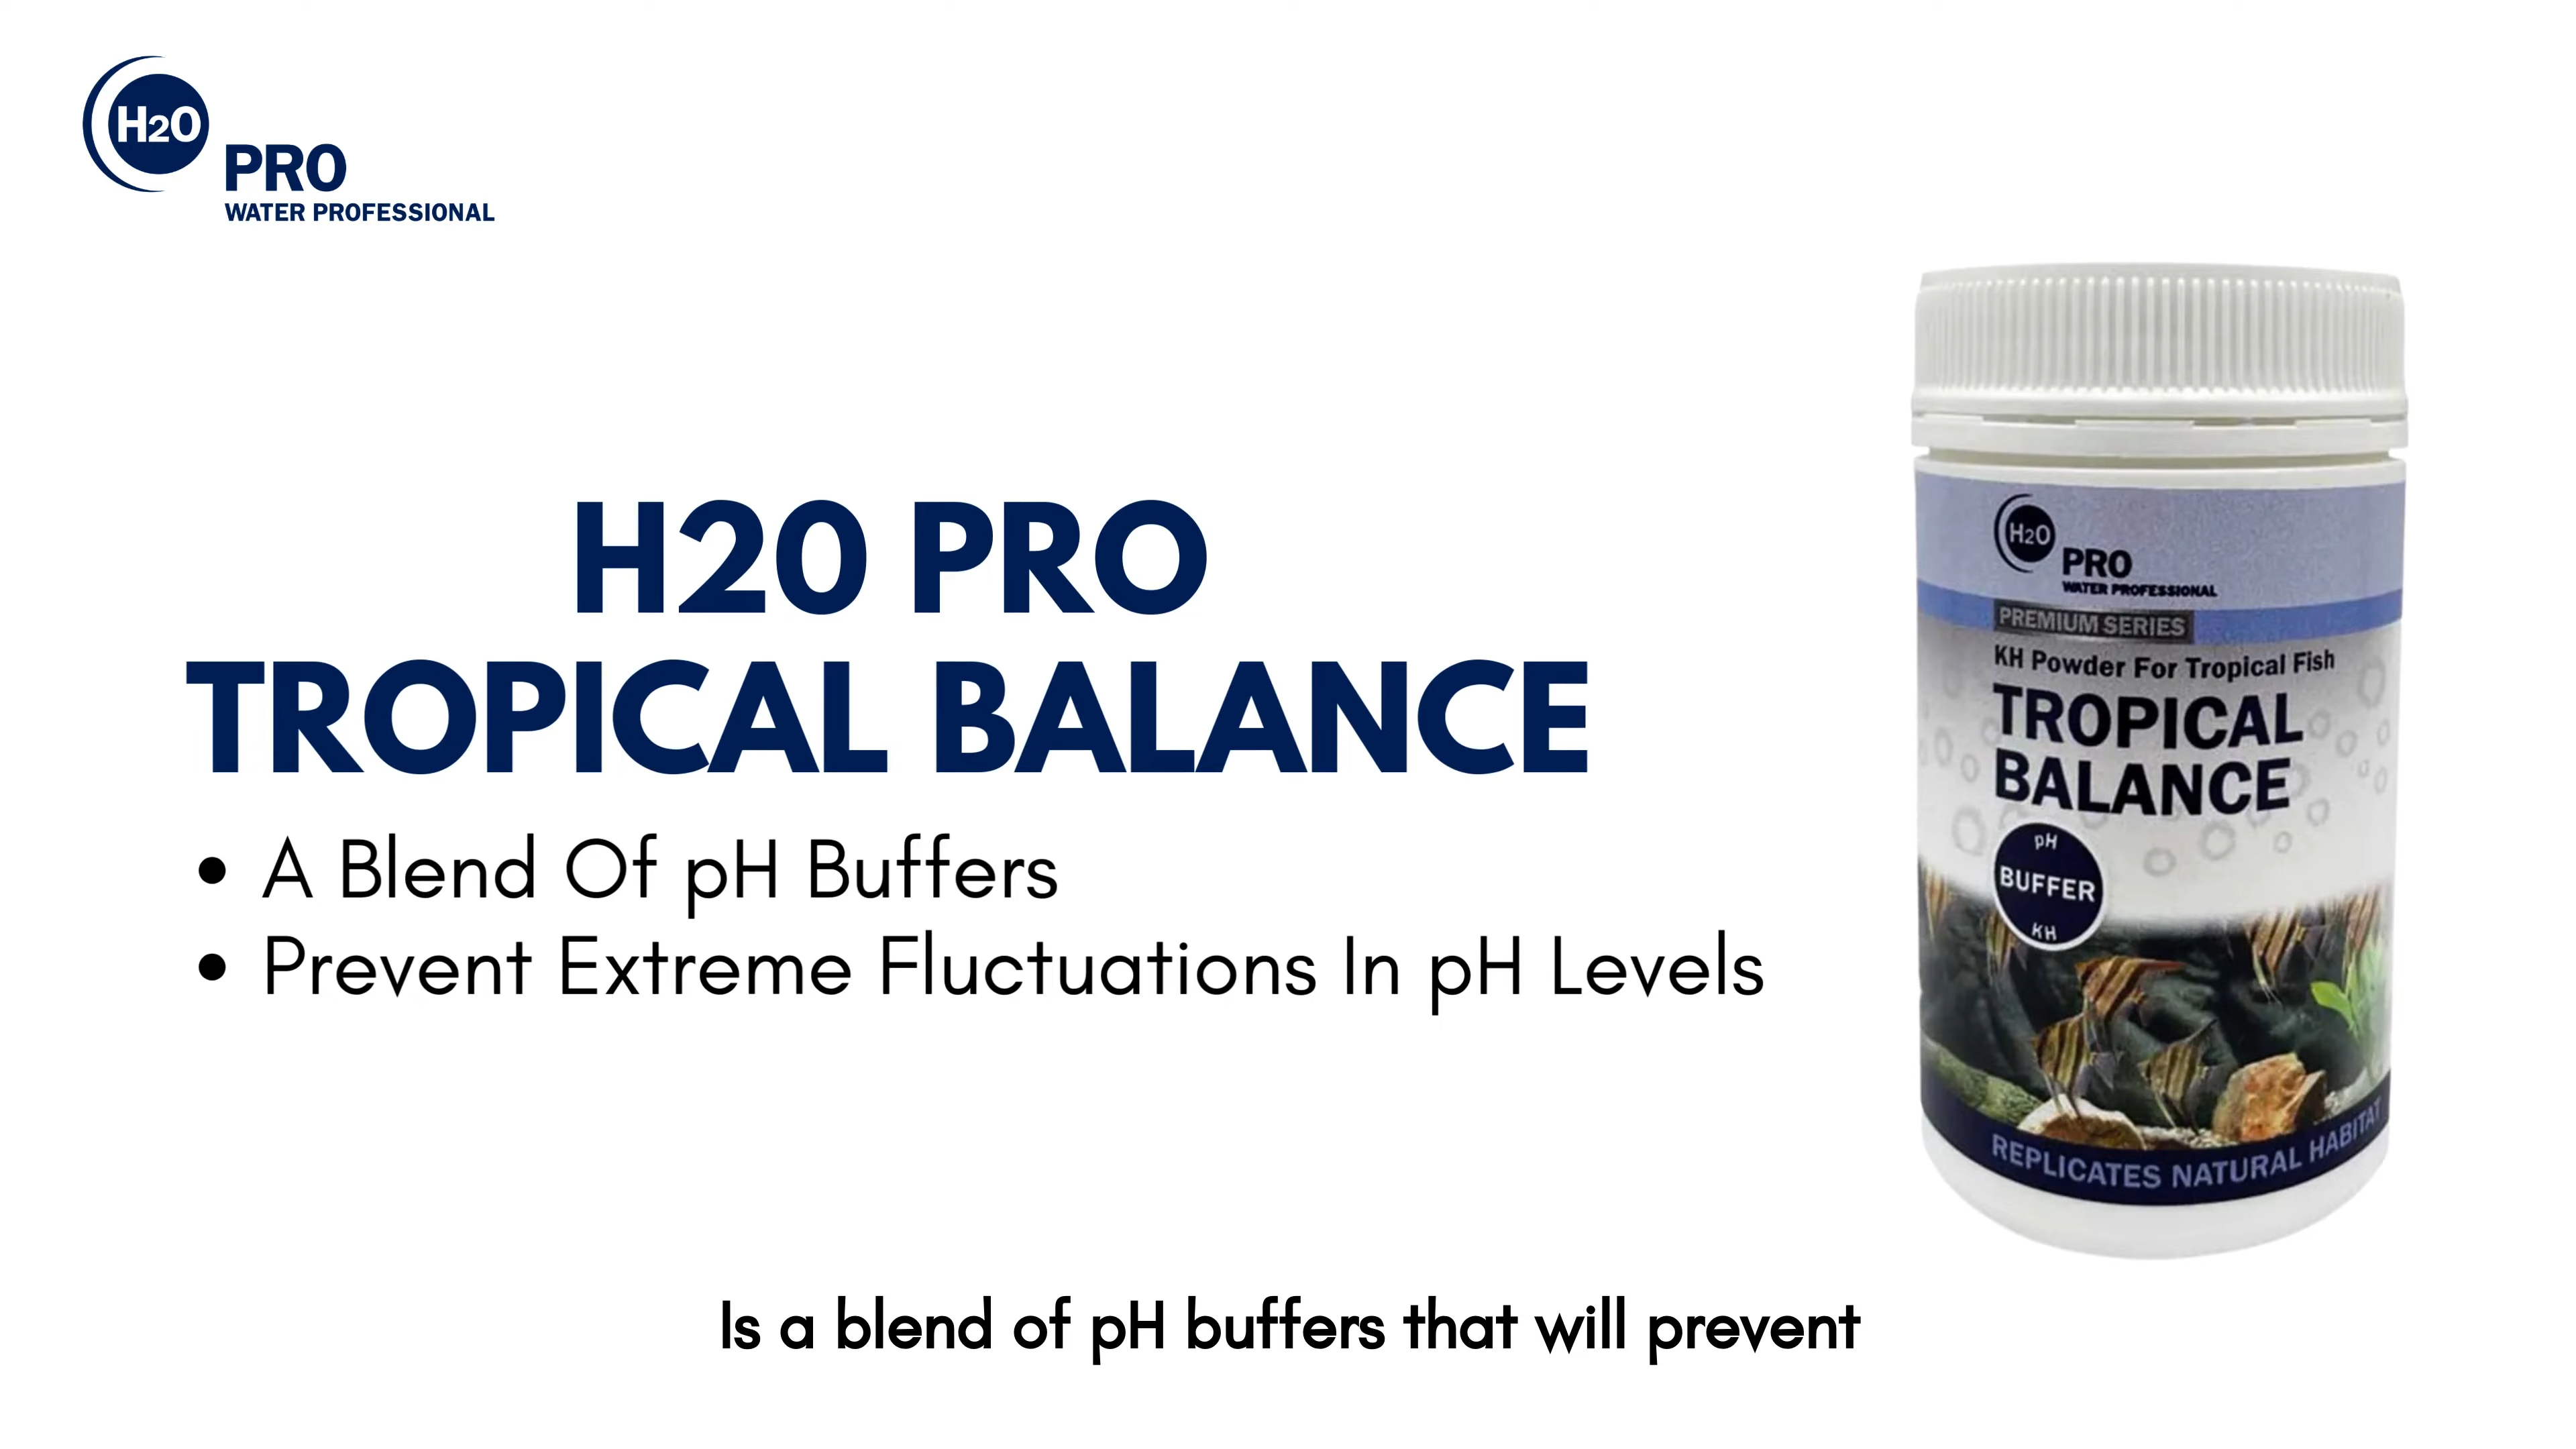 H2O
PRO
WATER PROFESSIONAL
H20 PRO
TROPICAL BALANCE
• A Blend Of pH Buffers
• Prevent Extreme Fluctuations In pH Levels
H2O
PRO
WATER PROFESSIONAL
PREMIUM SERIES
KH Powder For Tropical Fish
TROPICAL
BALANCE
pH
BUFFER
KH
REPLICATES NATURAL HABITAT
Is a blend of pH buffers that will prevent